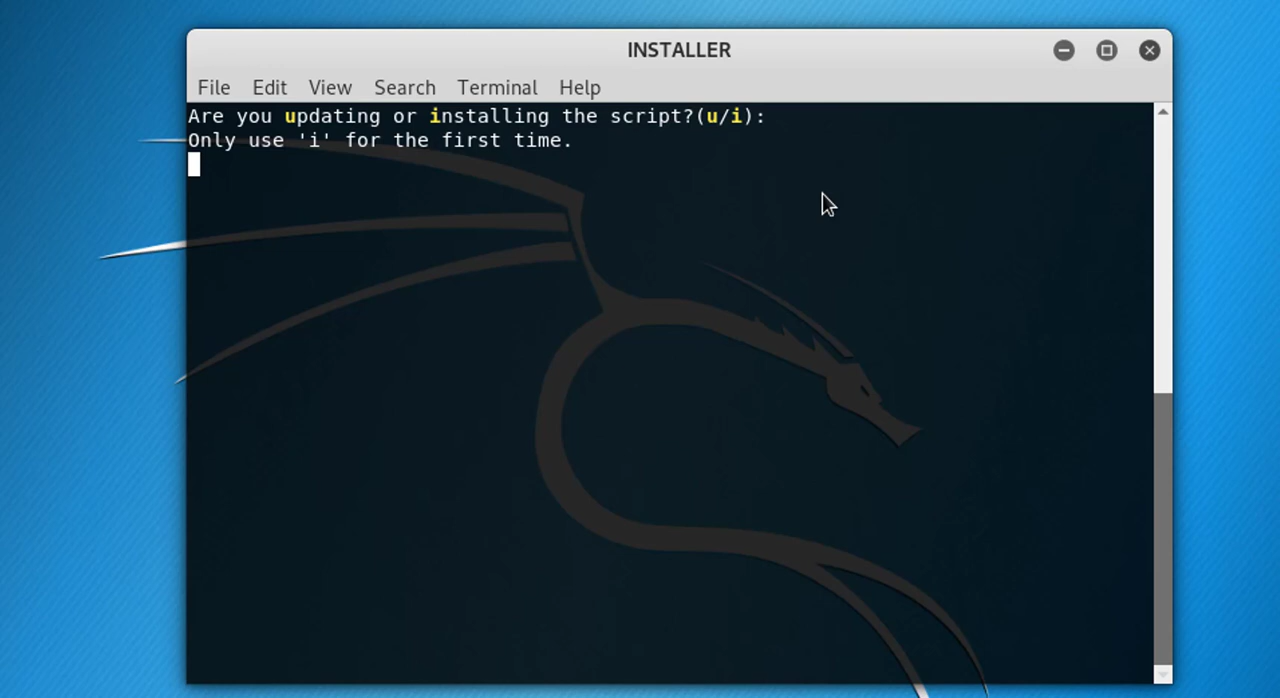 INSTALLER
File Edit View Search Terminal Help
Are you updating or installing the script?(u/i):
Only use 'i' for the first time.